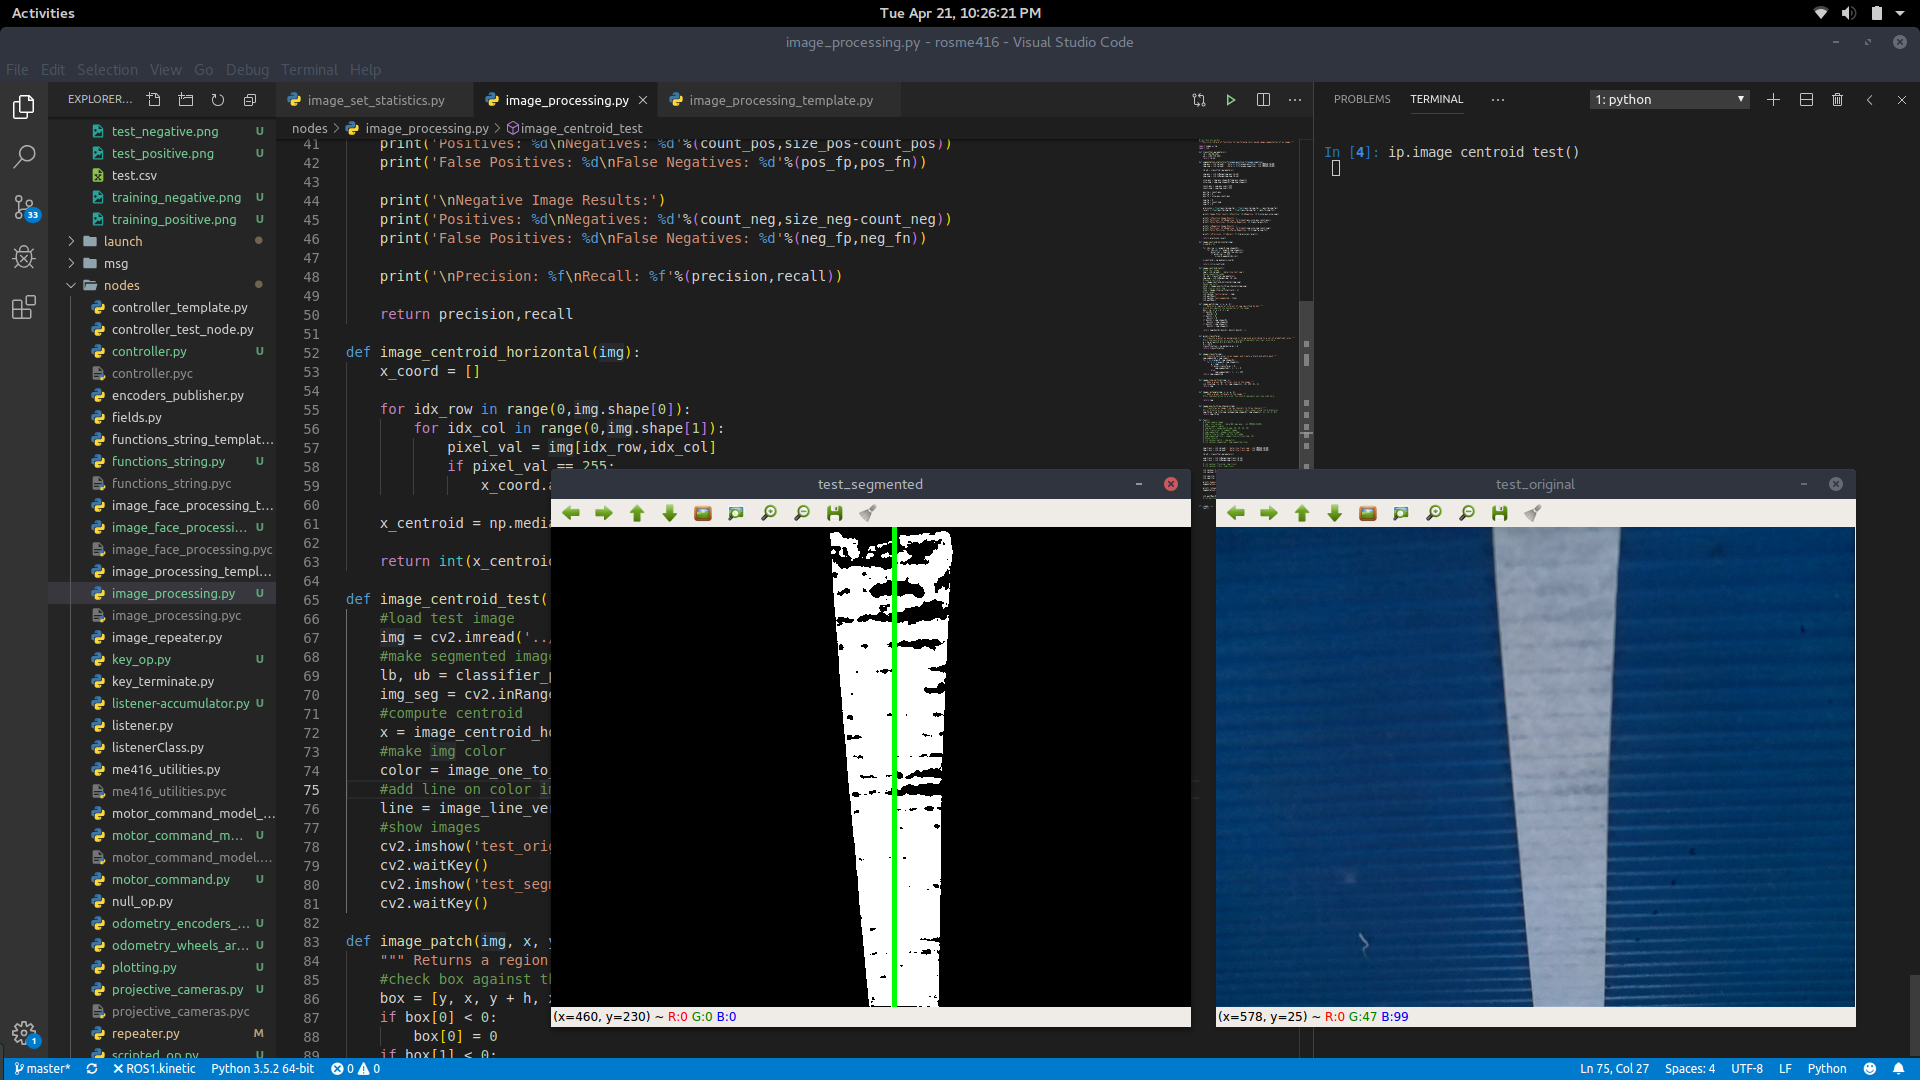 Activities
Tue Apr 21, 10:26:21 PM
image_processing.py - rosme416 - Visual Studio Code
File Edit Selection View Go Debug Terminal Help
EXPLORER...
test_negative.png U
test_positive.png U
test.csv
training_negative.png U
training_positive.png U
launch
msg
nodes
controller_template.py
controller_test_node.py
controller.py U
controller.pyc
encoders_publisher.py
fields.py
functions_string_templat...
functions_string.py U
functions_string.pyc
image_face_processing_t...
image_face_processi... U
image_face_processing.pyc
image_processing_templ...
image_processing.py U
image_processing.pyc
image_repeater.py
key_op.py U
key_terminate.py
listener-accumulator.py U
listener.py
listenerClass.py
me416_utilities.py
me416_utilities.pyc
motor_command_model_...
motor_command_m... U
motor_command_model....
motor_command.py U
null_op.py
odometry_encoders_... U
odometry_wheels_ar... U
plotting.py U
projective_cameras.py U
projective_cameras.pyc
repeater.py M
scripted_op.py
33
1
image_set_statistics.py image_processing.py image_processing_template.py
nodes > image_processing.py > image_centroid_test
41 print('Positives: %d\nNegatives: %d'%(count_pos,size_pos-count_pos))
42 print('False Positives: %d\nFalse Negatives: %d'%(pos_fp,pos_fn))
43
44 print('\nNegative Image Results:')
45 print('Positives: %d\nNegatives: %d'%(count_neg,size_neg-count_neg))
46 print('False Positives: %d\nFalse Negatives: %d'%(neg_fp,neg_fn))
47
48 print('\nPrecision: %f\nRecall: %f'%(precision,recall))
49
50 return precision,recall
51
52 def image_centroid_horizontal(img):
53 x_coord = []
54
55 for idx_row in range(0,img.shape[0]):
56 for idx_col in range(0,img.shape[1]):
57 pixel_val = img[idx_row,idx_col]
58 if pixel_val == 255:
59 x_coord.a
60
61 x_centroid = np.media
62
63 return int(x_centroid
64
65 def image_centroid_test(
66 #load test image
67 img = cv2.imread('../
68 #make segmented image
69 lb, ub = classifier_p
70 img_seg = cv2.inRange
71 #compute centroid
72 x = image_centroid_ho
73 #make img color
74 color = image_one_to_
75 #add line on color im
76 line = image_line_ver
77 #show images
78 cv2.imshow('test_orig
79 cv2.waitKey()
80 cv2.imshow('test_segm
81 cv2.waitKey()
82
83 def image_patch(img, x, y
84 """ Returns a region
85 #check box against th
86 box = [y, x, y + h, x
87 if box[0] < 0:
88 box[0] = 0
89 if box[1] < 0:
PROBLEMS TERMINAL ... 1: python
In [4]: ip.image centroid test()
test_segmented
(x=460, y=230) ~ R:0 G:0 B:0
test_original
(x=578, y=25) ~ R:0 G:47 B:99
master* ROS1.kinetic Python 3.5.2 64-bit 0 0
Ln 75, Col 27 Spaces: 4 UTF-8 LF Python